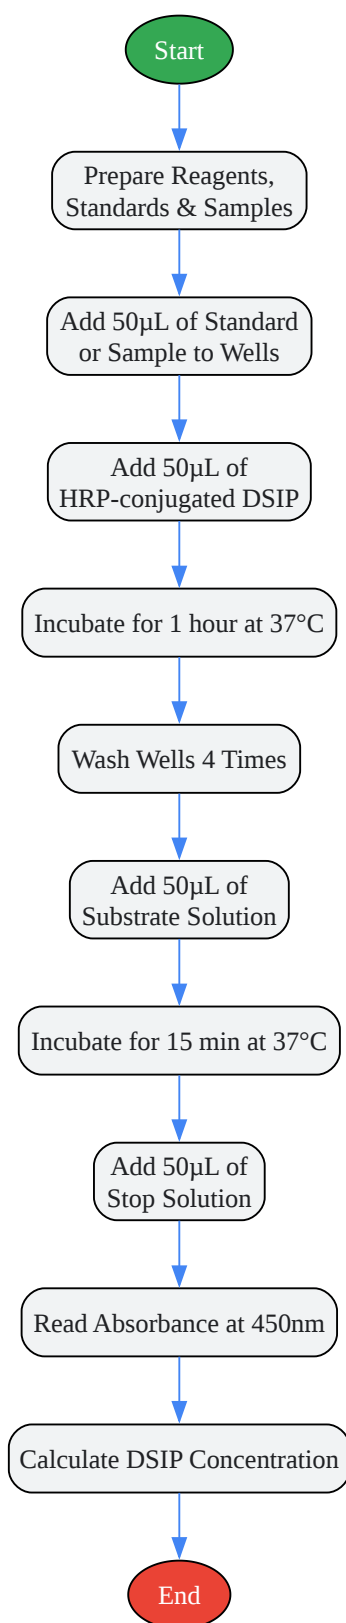 Start
Prepare Reagents,
Standards & Samples
Add 50µL of Standard
or Sample to Wells
Add 50µL of
HRP-conjugated DSIP
Incubate for 1 hour at 37°C
Wash Wells 4 Times
Add 50µL of
Substrate Solution
Incubate for 15 min at 37°C
Add 50µL of
Stop Solution
Read Absorbance at 450nm
Calculate DSIP Concentration
End